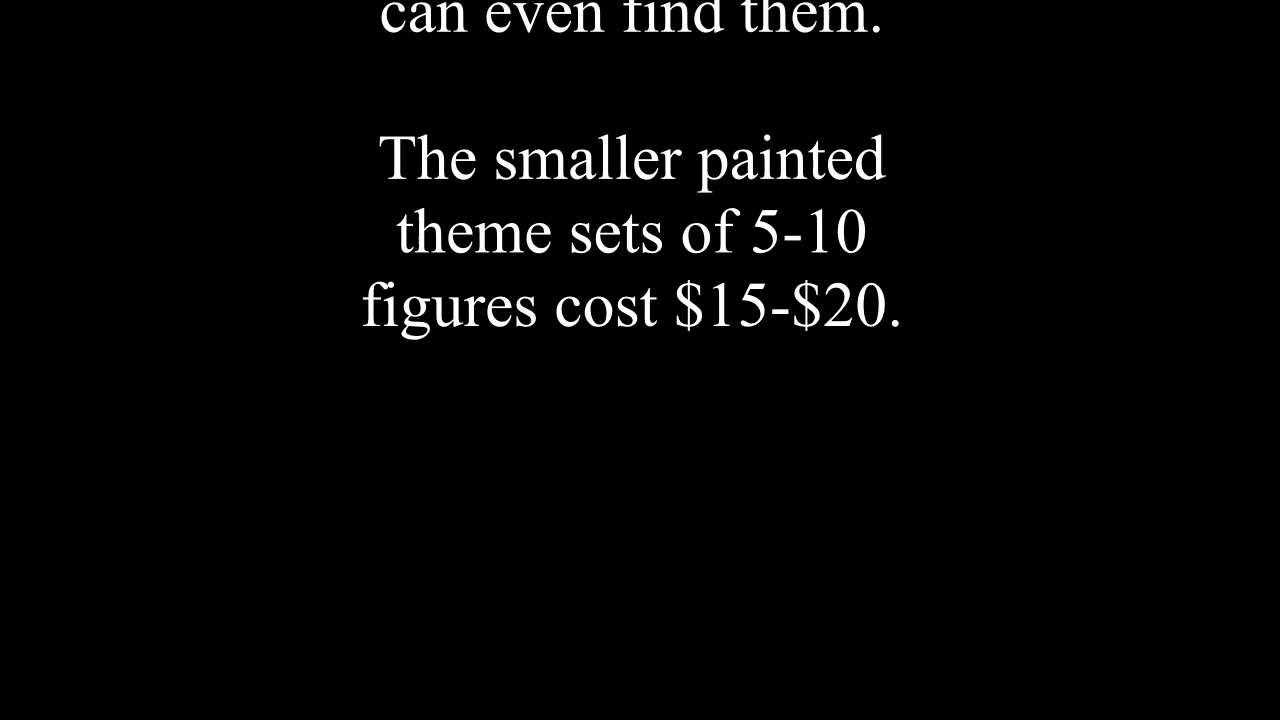 can even find them.
The smaller painted
theme sets of 5-10
figures cost $15-$20.